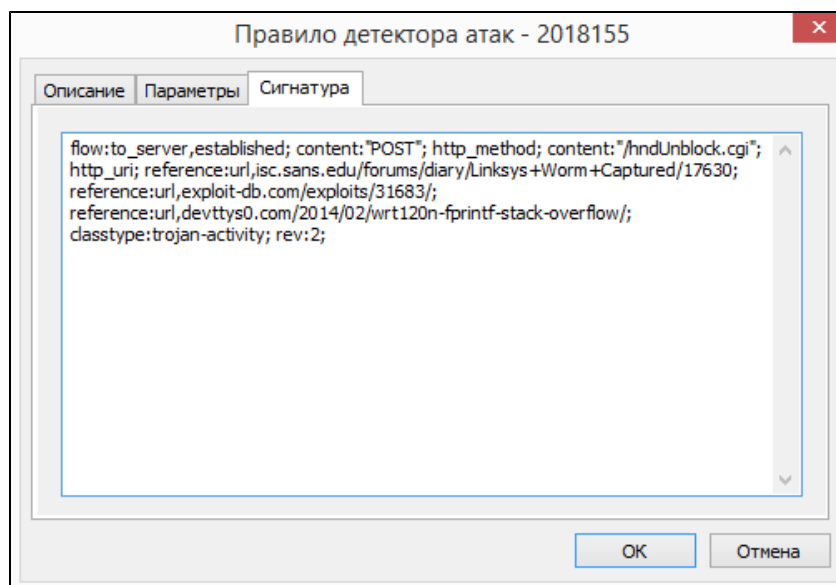 Правило детектора атак - 2018155
Описание Параметры Сигнатура
flow:to_server,established; content:"POST"; http_method; content:"/hndUnblock.cgi";
http_uri; reference:url,isc.sans.edu/forums/diary/Linksys+Worm+Captured/17630;
reference:url,exploit-db.com/exploits/31683/;
reference:url,devttys0.com/2014/02/wrt120n-fprintf-stack-overflow/;
classtype:trojan-activity; rev:2;
ОК Отмена